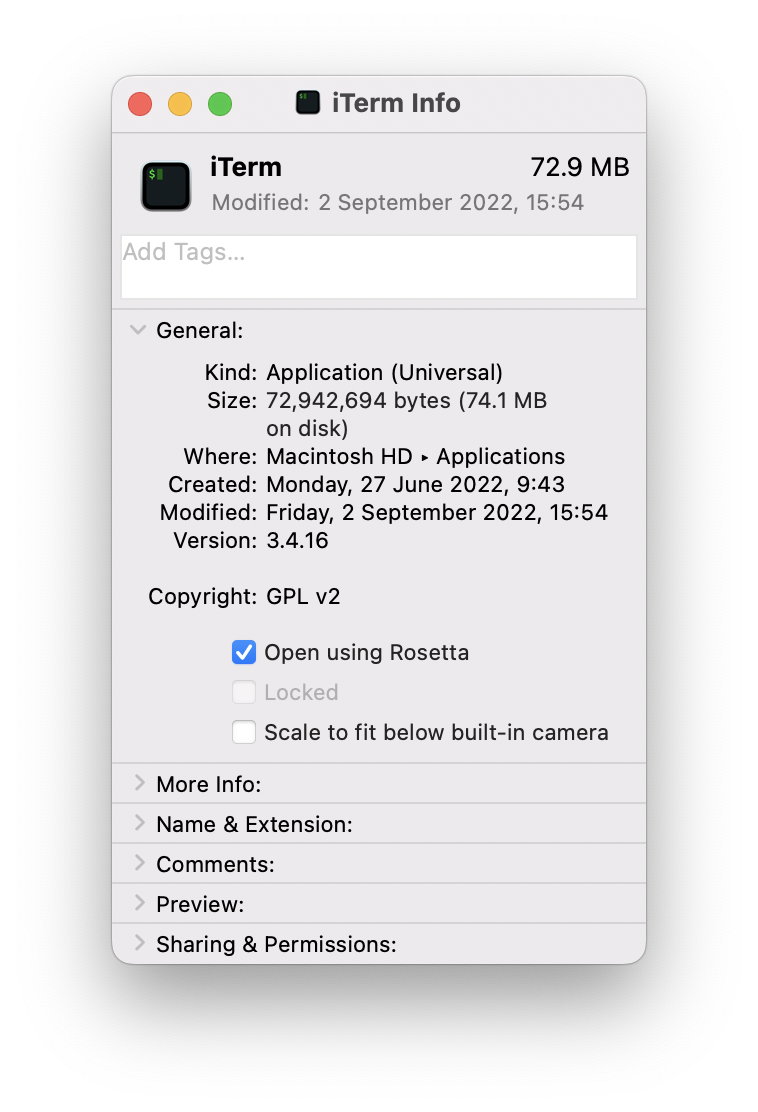 iTerm Info
$
iTerm 72.9 MB
Modified: 2 September 2022, 15:54
Add Tags...
General:
Kind: Application (Universal)
Size: 72,942,694 bytes (74.1 MB
on disk)
Where: Macintosh HD ▸ Applications
Created: Monday, 27 June 2022, 9:43
Modified: Friday, 2 September 2022, 15:54
Version: 3.4.16
Copyright: GPL v2
Open using Rosetta
Locked
Scale to fit below built-in camera
More Info:
Name & Extension:
Comments:
Preview:
Sharing & Permissions: